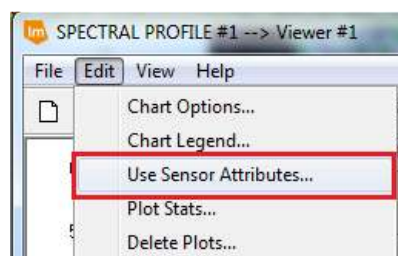 Im SPECTRAL PROFILE #1 --> Viewer #1
File Edit View Help
Chart Options...
Chart Legend...
Use Sensor Attributes...
Plot Stats...
Delete Plots...